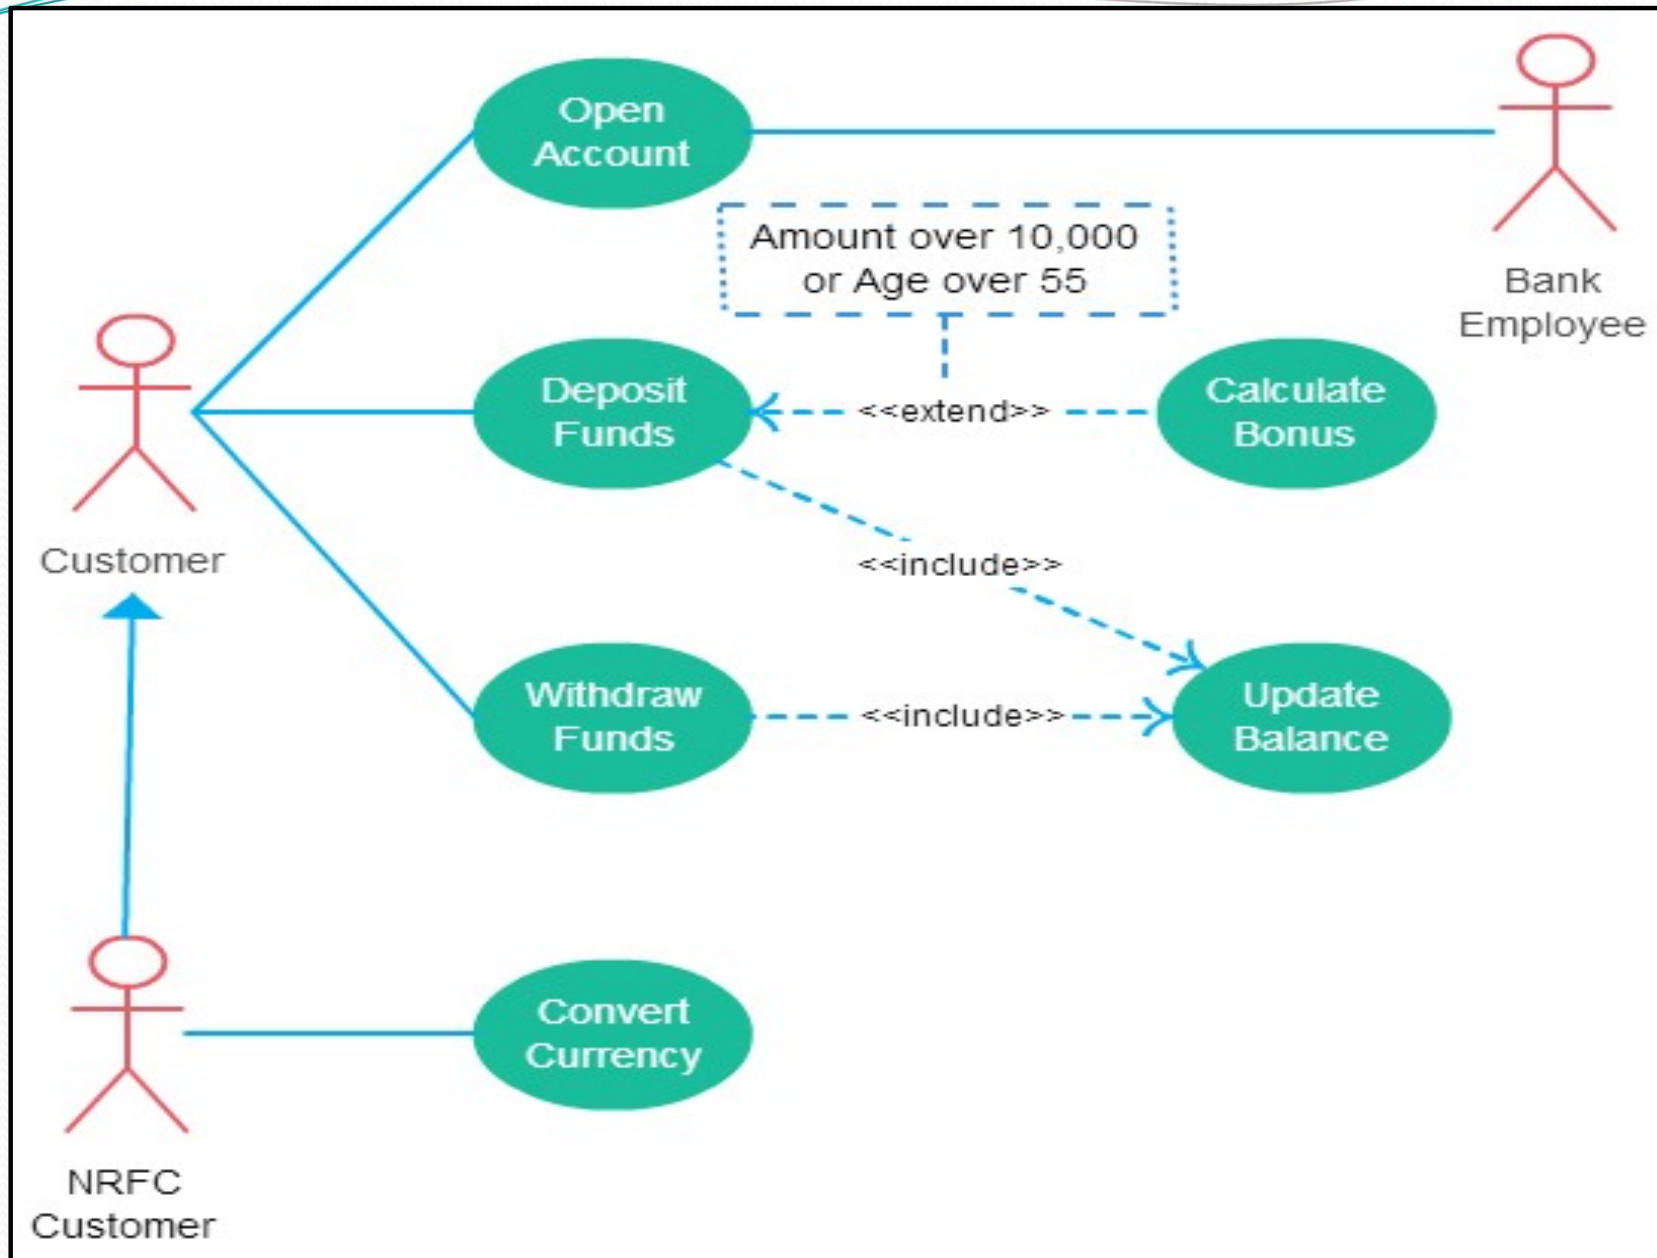 Open
Account
Amount over 10,000
or Age over 55
Bank
Employee
Deposit
Funds
<<extend>>
Calculate
Bonus
Customer
<<include>>
Withdraw
Funds
<<include>>
Update
Balance
Convert
Currency
NRFC
Customer